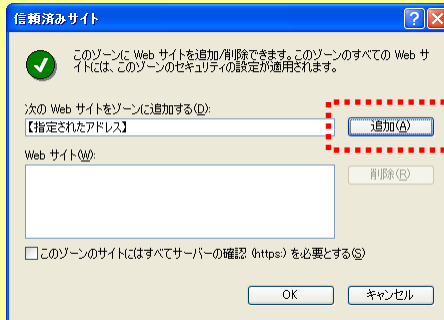 信頼済みサイト
このゾーンに Web サイトを追加/削除できます。このゾーンのすべての Web サ
イトには、このゾーンのセキュリティの設定が適用されます。
次の Web サイトをゾーンに追加する(D):
【指定されたアドレス】
追加(A)
Web サイト(W):
削除(R)
このゾーンのサイトにはすべてサーバーの確認 (https:) を必要とする(S)
OK
キャンセル